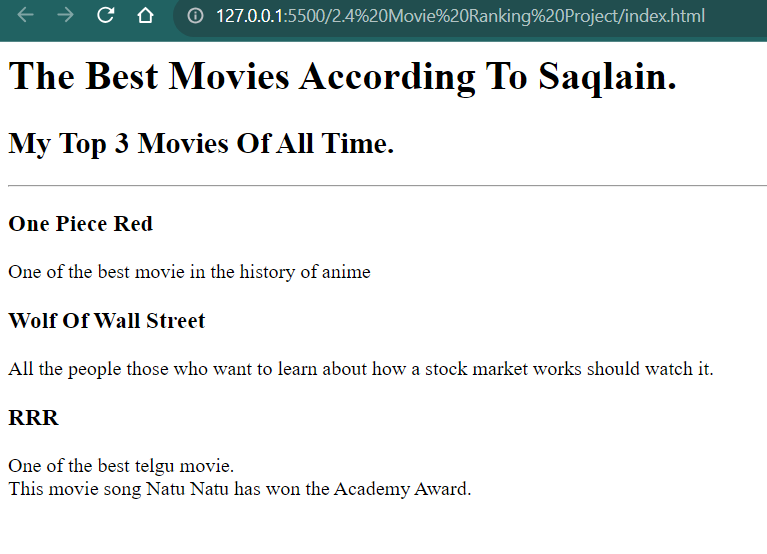 127.0.0.1:5500/2.4%20Movie%20Ranking%20Project/index.html
The Best Movies According To Saqlain.
My Top 3 Movies Of All Time.
One Piece Red
One of the best movie in the history of anime
Wolf Of Wall Street
All the people those who want to learn about how a stock market works should watch it.
RRR
One of the best telgu movie.
This movie song Natu Natu has won the Academy Award.